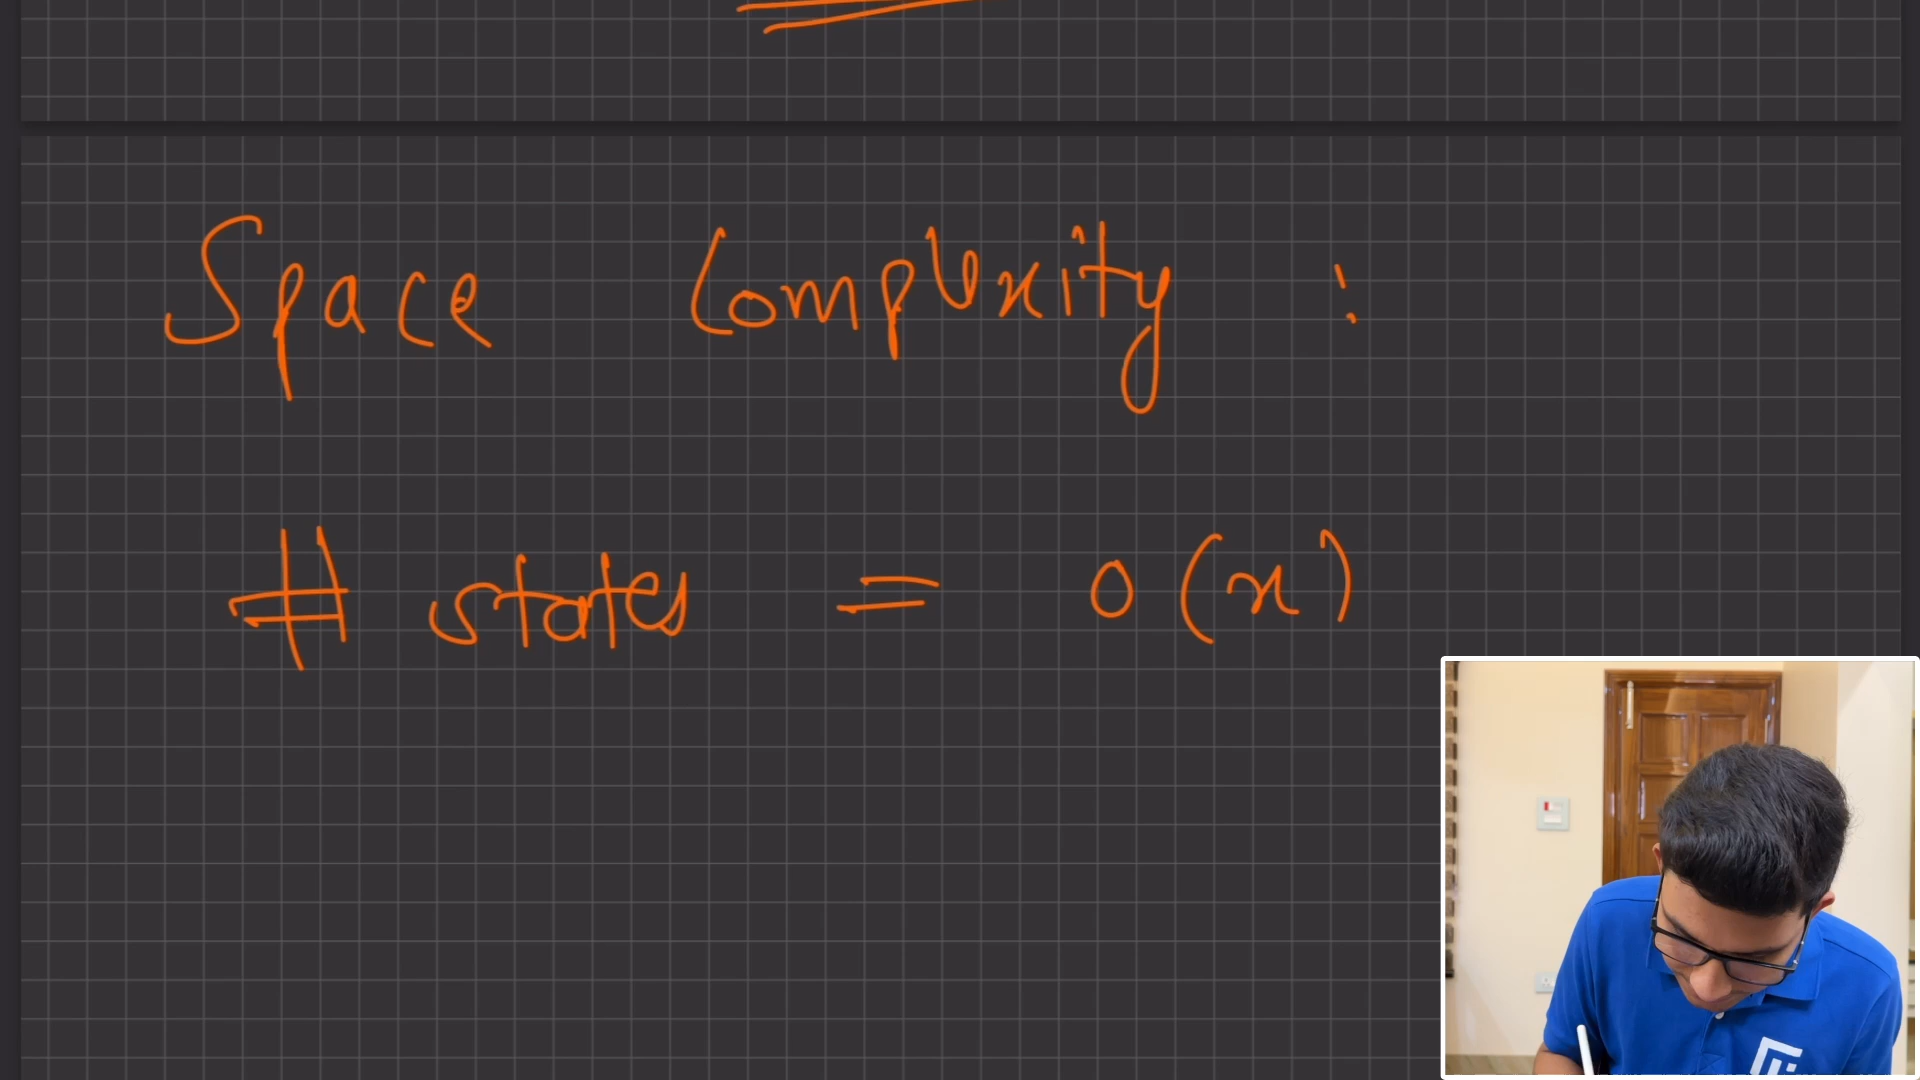 Space Complexity :
# states = O(x)